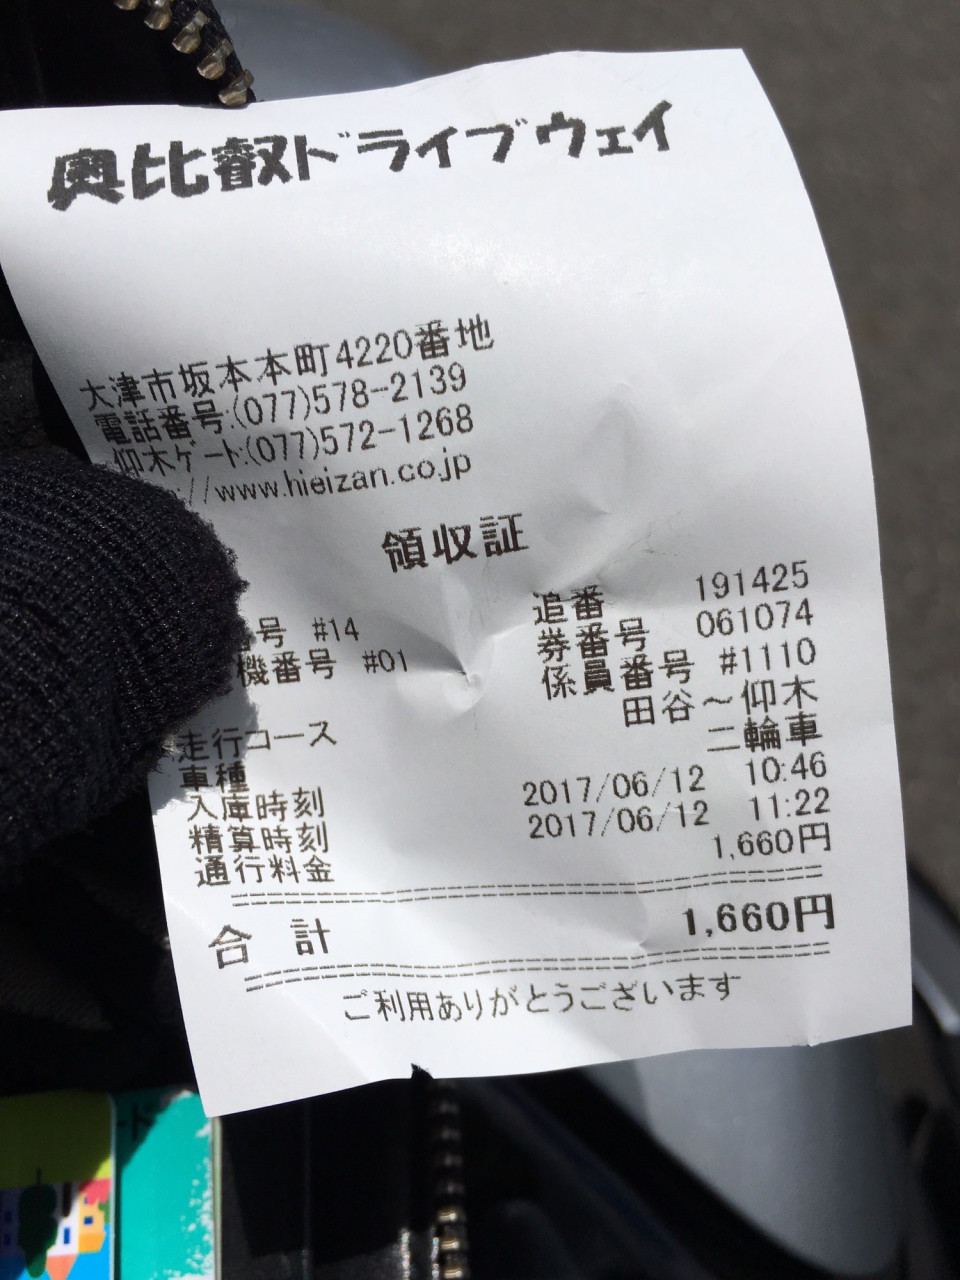 奥比叡ドライブウェイ
大津市坂本本町4220番地
電話番号:(077)578-2139
仰木ゲート:(077)572-1268
//www.hieizan.co.jp
領収証
追番 191425
号 #14 券番号 061074
機番号 #01 係員番号 #1110
走行コース 田谷～仰木
車種 二輪車
入庫時刻 2017/06/12 10:46
精算時刻 2017/06/12 11:22
通行料金 1,660円
合計 1,660円
ご利用ありがとうございます